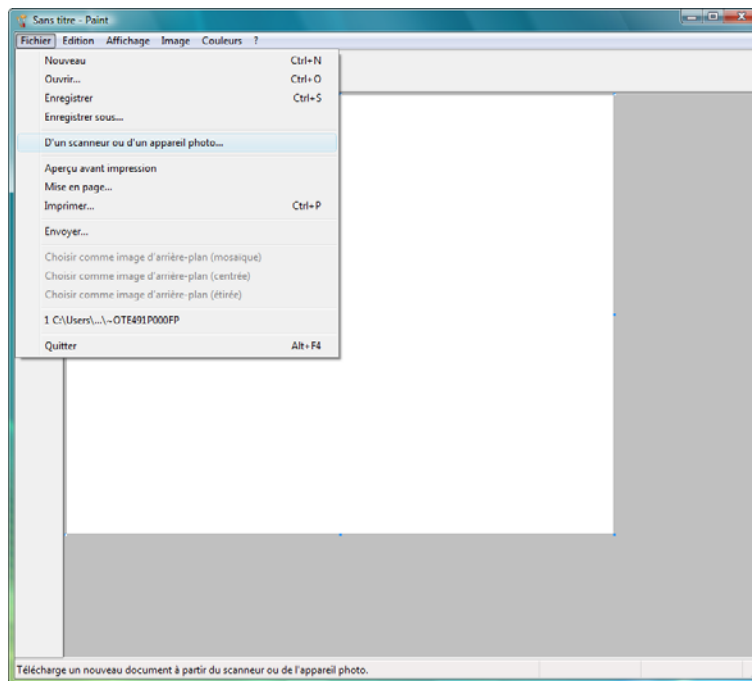 Sans titre - Paint
Fichier Edition Affichage Image Couleurs ?
Nouveau Ctrl+N
Ouvrir... Ctrl+O
Enregistrer Ctrl+S
Enregistrer sous...
D'un scanneur ou d'un appareil photo...
Aperçu avant impression
Mise en page...
Imprimer... Ctrl+P
Envoyer...
Choisir comme image d'arrière-plan (mosaïque)
Choisir comme image d'arrière-plan (centrée)
Choisir comme image d'arrière-plan (étirée)
1 C:\Users\...\~OTE491P000FP
Quitter Alt+F4
Télécharge un nouveau document à partir du scanneur ou de l'appareil photo.